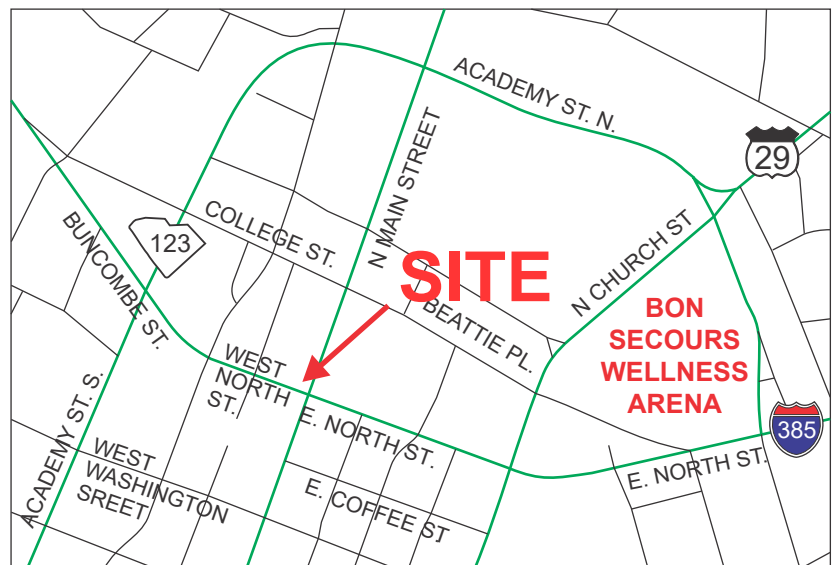 ACADEMY ST. N.
29
N MAIN STREET
COLLEGE ST.
BUNCOMBE ST.
123
SITE
N CHURCH ST
BEATTIE PL.
BON
SECOURS
WELLNESS
ARENA
WEST
NORTH
ST.
E. NORTH ST.
385
E. NORTH ST.
ACADEMY ST. S.
WEST
WASHINGTON
SREET
E. COFFEE ST